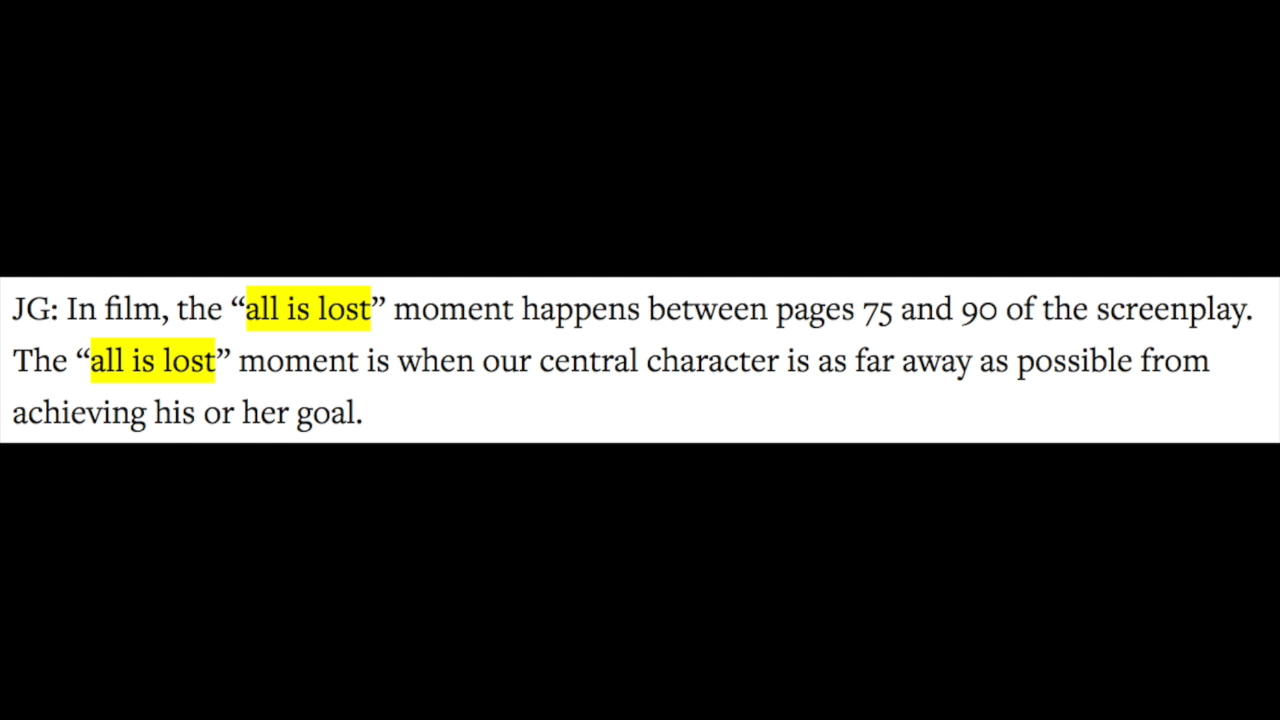 JG: In film, the “all is lost” moment happens between pages 75 and 90 of the screenplay.
The “all is lost” moment is when our central character is as far away as possible from
achieving his or her goal.